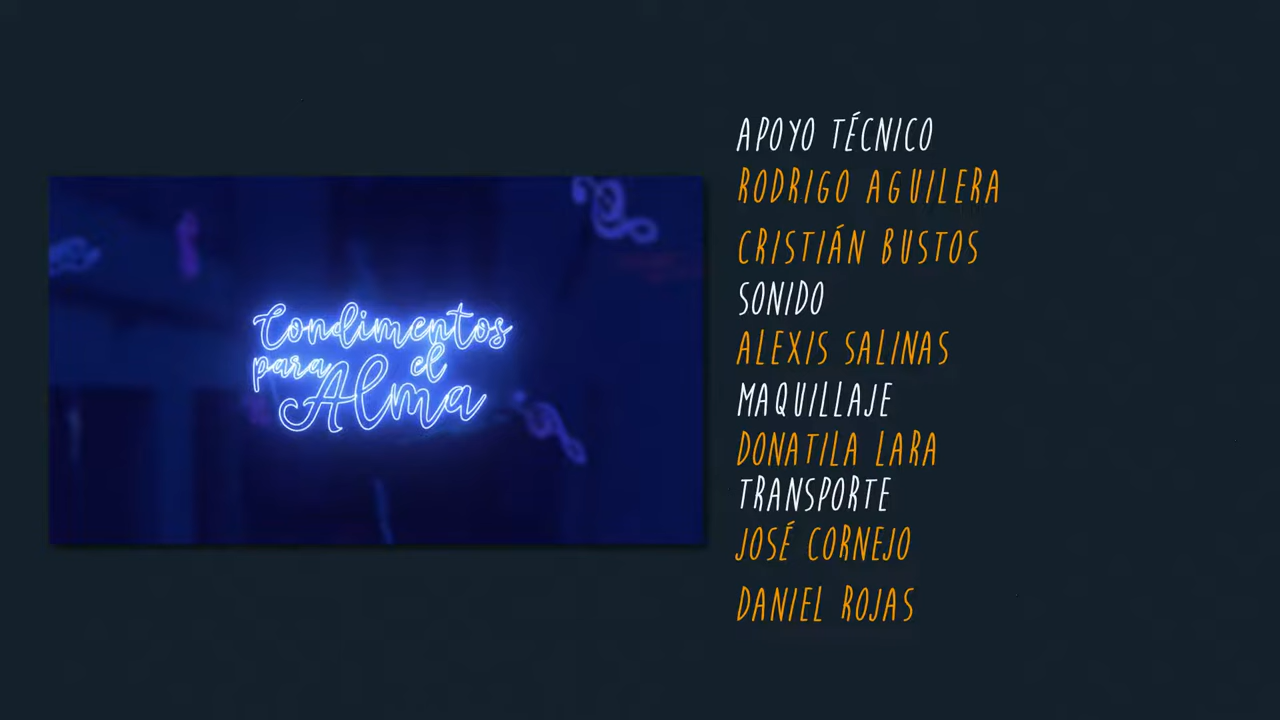 Condimentos
para el
Alma
APOYO TÉCNICO
RODRIGO AGUILERA
CRISTIÁN BUSTOS
SONIDO
ALEXIS SALINAS
MAQUILLAJE
DONATILA LARA
TRANSPORTE
JOSÉ CORNEJO
DANIEL ROJAS